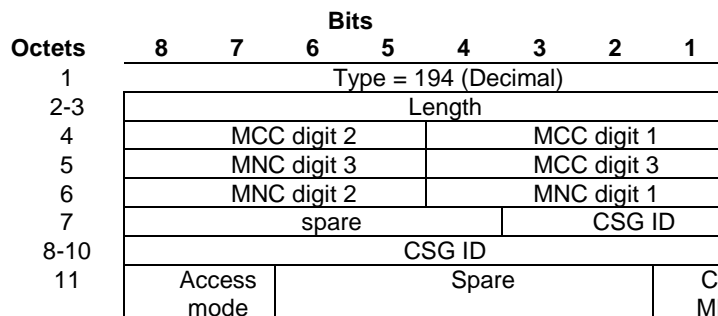 Bits
Octets 8 7 6 5 4 3 2 1
1 Type = 194 (Decimal)
2-3 Length
4 MCC digit 2 MCC digit 1
5 MNC digit 3 MCC digit 3
6 MNC digit 2 MNC digit 1
7 spare CSG ID
8-10 CSG ID
11 Access Spare
mode